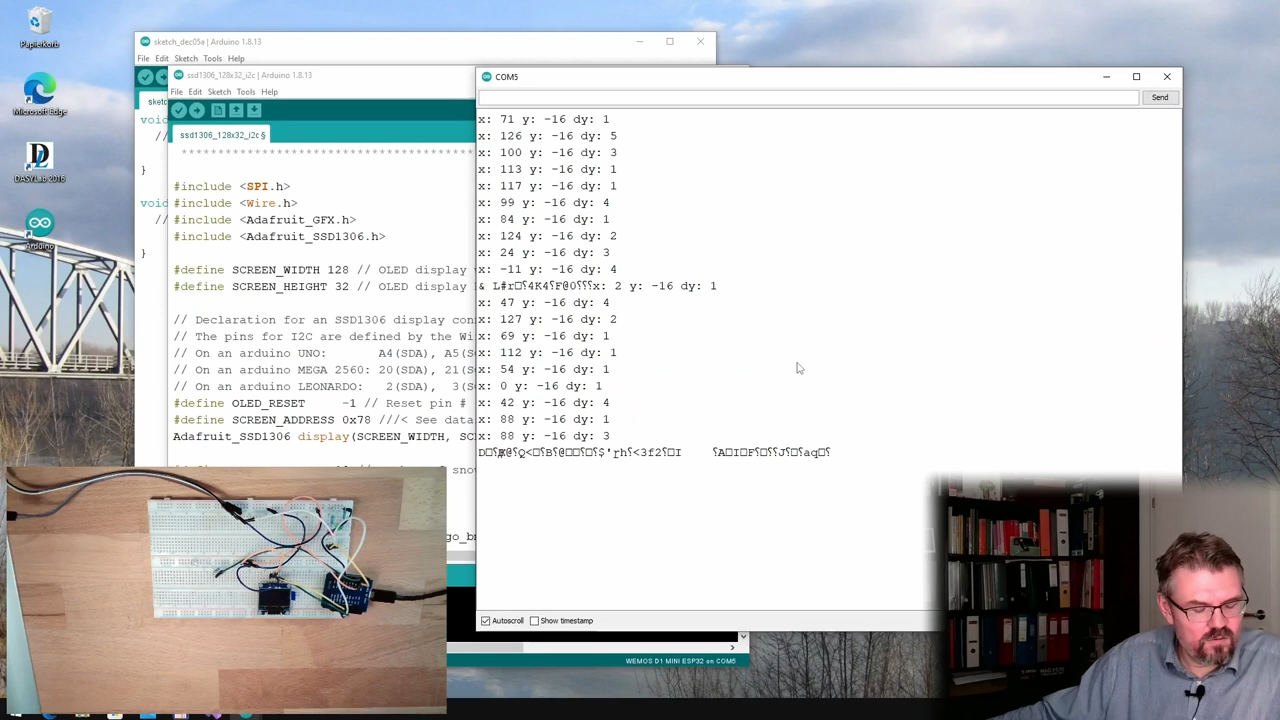 Papierkorb
Microsoft Edge
DASYLab 2016
Arduino
sketch_dec05a | Arduino 1.8.13
File Edit Sketch Tools Help
sketc
void
//
}
void
//
}
ssd1306_128x32_i2c | Arduino 1.8.13
File Edit Sketch Tools Help
ssd1306_128x32_i2c §
*****************************************
#include <SPI.h>
#include <Wire.h>
#include <Adafruit_GFX.h>
#include <Adafruit_SSD1306.h>
#define SCREEN_WIDTH 128 // OLED display
#define SCREEN_HEIGHT 32 // OLED display
// Declaration for an SSD1306 display con
// The pins for I2C are defined by the Wi
// On an arduino UNO: A4(SDA), A5(S
// On an arduino MEGA 2560: 20(SDA), 21(S
// On an arduino LEONARDO: 2(SDA), 3(S
#define OLED_RESET -1 // Reset pin #
#define SCREEN_ADDRESS 0x78 ///< See data
Adafruit_SSD1306 display(SCREEN_WIDTH, SC
WEMOS D1 MINI ESP32 on COM5
COM5
Send
x: 71 y: -16 dy: 1
x: 126 y: -16 dy: 5
x: 100 y: -16 dy: 3
x: 113 y: -16 dy: 1
x: 117 y: -16 dy: 1
x: 99 y: -16 dy: 4
x: 84 y: -16 dy: 1
x: 124 y: -16 dy: 2
x: 24 y: -16 dy: 3
x: -11 y: -16 dy: 4
x: 2 y: -16 dy: 1
x: 47 y: -16 dy: 4
x: 127 y: -16 dy: 2
x: 69 y: -16 dy: 1
x: 112 y: -16 dy: 1
x: 54 y: -16 dy: 1
x: 0 y: -16 dy: 1
x: 42 y: -16 dy: 4
x: 88 y: -16 dy: 1
x: 88 y: -16 dy: 3
Autoscroll Show timestamp